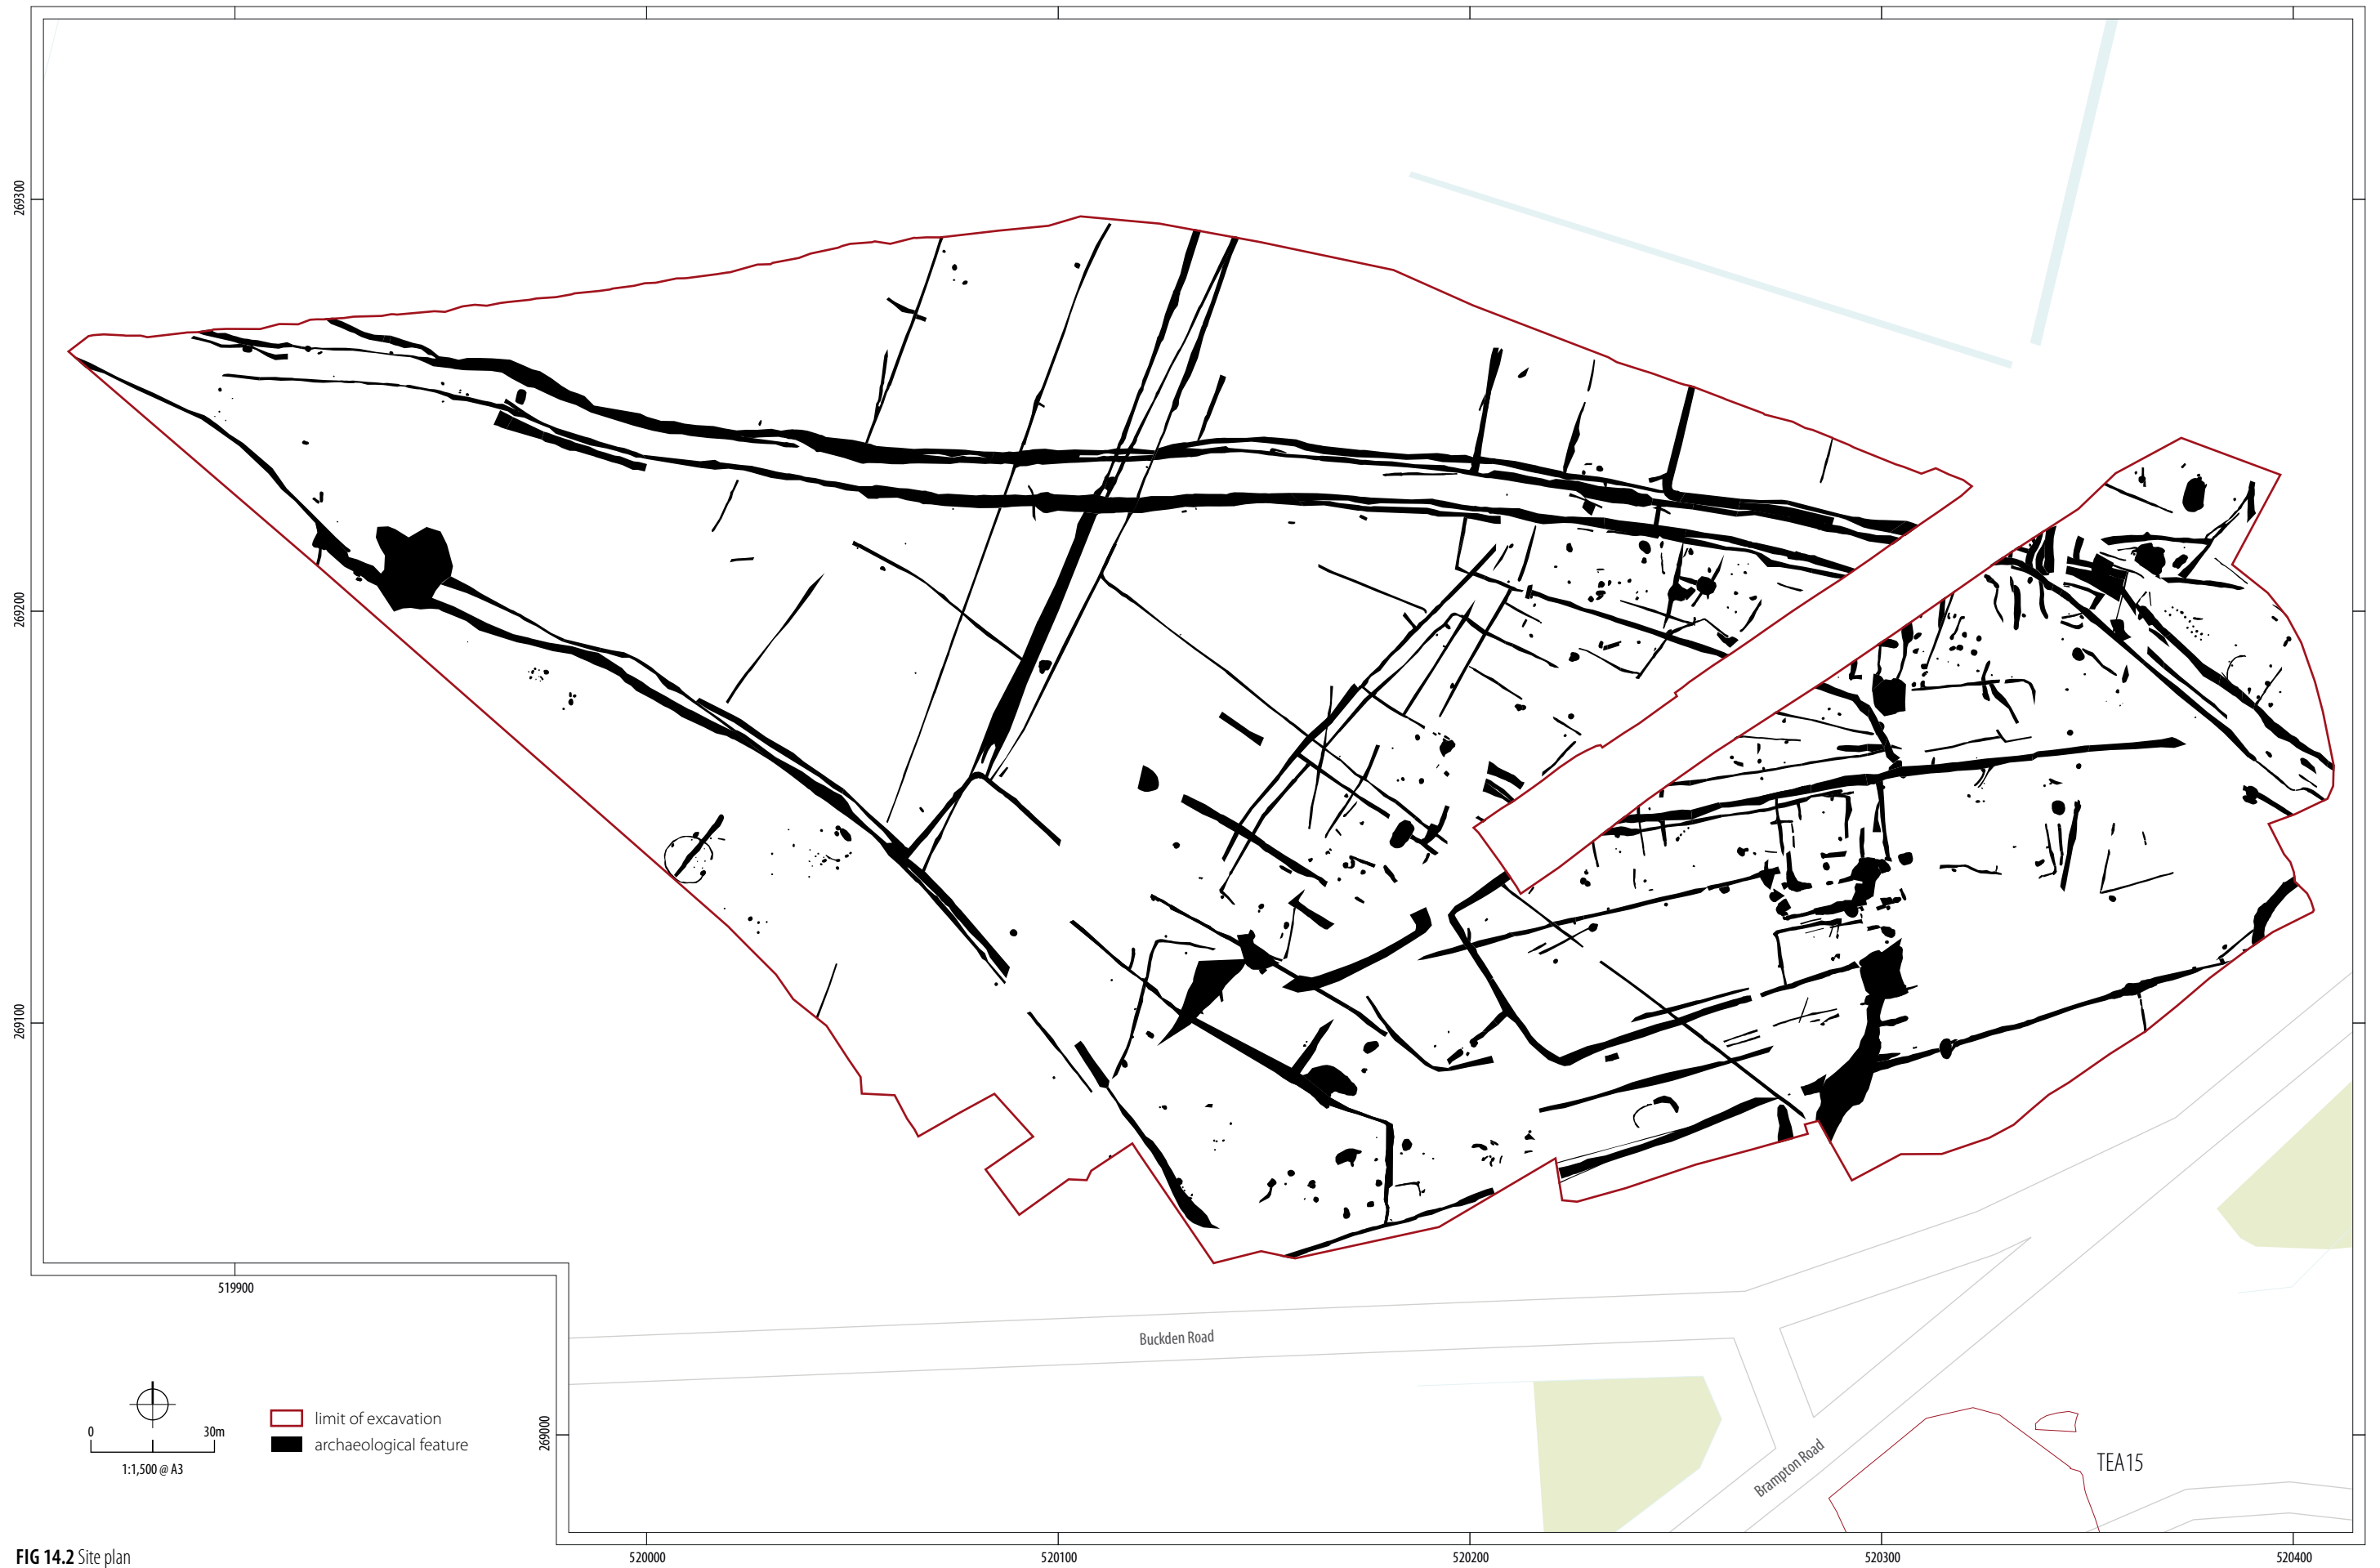 269300
269200
269100
519900
Buckden Road
0 30m
1:1,500 @ A3
limit of excavation
archaeological feature
269000
Brampton Road
TEA15
FIG 14.2 Site plan
520000 520100 520200 520300 520400